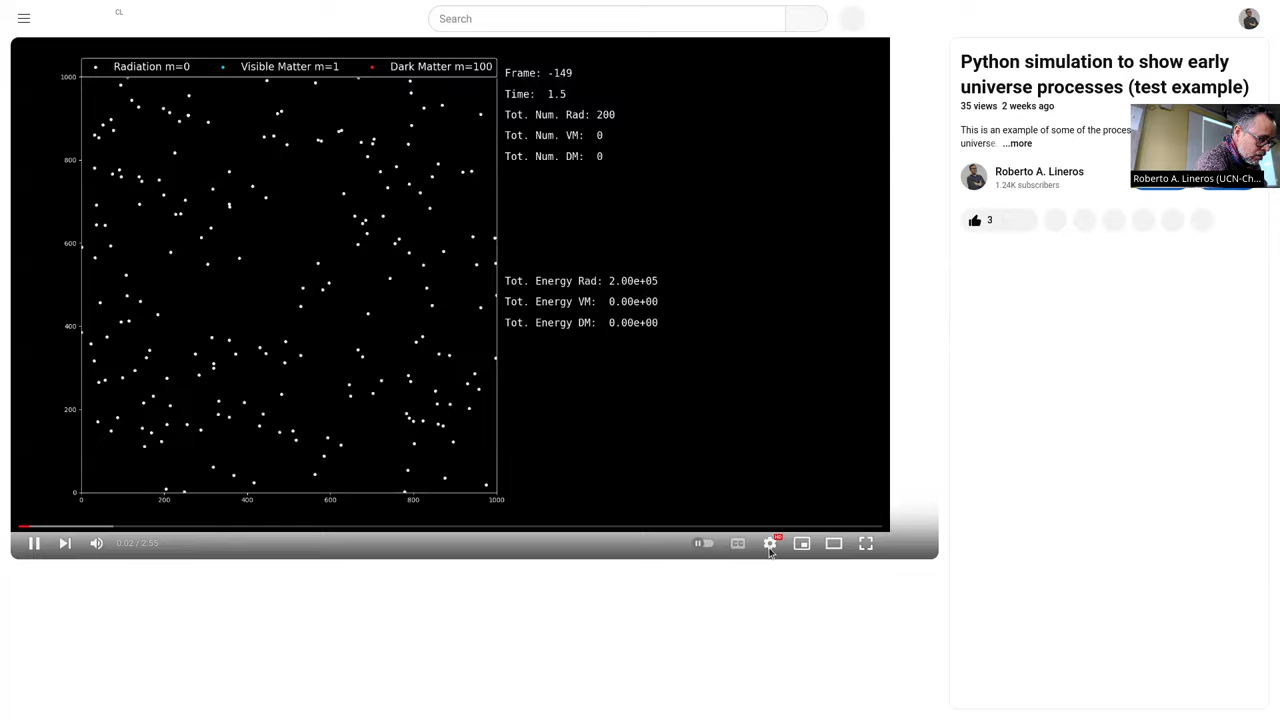 CL
Search
Radiation m=0
Visible Matter m=1
Dark Matter m=100
1000
800
600
400
200
0
0
200
400
600
800
1000
Frame: -149
Time: 1.5
Tot. Num. Rad: 200
Tot. Num. VM: 0
Tot. Num. DM: 0
Tot. Energy Rad: 2.00e+05
Tot. Energy VM: 0.00e+00
Tot. Energy DM: 0.00e+00
0:02 / 2:55
CC
HD
Python simulation to show early
universe processes (test example)
35 views 2 weeks ago
This is an example of some of the
universe. ...more
Roberto A. Lineros (UCN-Ch...
Roberto A. Lineros
1.24K subscribers
3